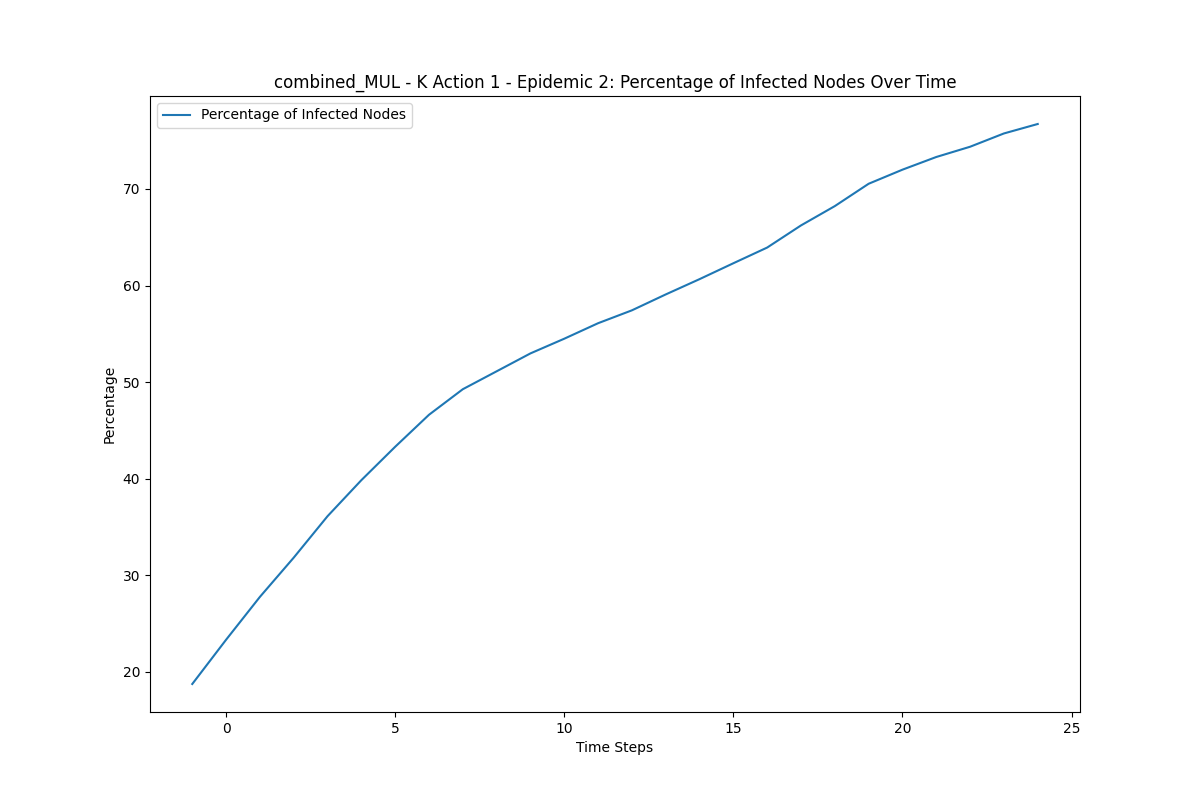 combined_MUL - K Action 1 - Epidemic 2: Percentage of Infected Nodes Over Time
Percentage of Infected Nodes
70
60
50
40
30
20
Percentage
0 5 10 15 20 25
Time Steps